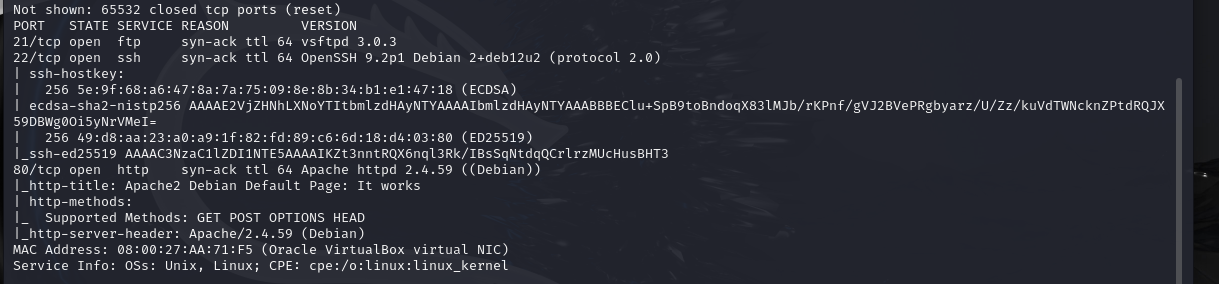 Not shown: 65532 closed tcp ports (reset)
PORT   STATE SERVICE REASON         VERSION
21/tcp open  ftp     syn-ack ttl 64 vsftpd 3.0.3
22/tcp open  ssh     syn-ack ttl 64 OpenSSH 9.2p1 Debian 2+deb12u2 (protocol 2.0)
| ssh-hostkey:
|   256 5e:9f:68:a6:47:8a:7a:75:09:8e:8b:34:b1:e1:47:18 (ECDSA)
| ecdsa-sha2-nistp256 AAAAE2VjZHNhLXNoYTItbmlzdHAyNTYAAAAIbmlzdHAyNTYAAABBBEClu+SpB9toBndoqX83lMJb/rKPnf/gVJ2BVePRgbyarz/U/Zz/kuVdTWNcknZPtdRQJX
59DBWg0Oi5yNrVMeI=
|   256 49:d8:aa:23:a0:a9:1f:82:fd:89:c6:6d:18:d4:03:80 (ED25519)
|_ssh-ed25519 AAAAC3NzaC1lZDI1NTE5AAAAIKZt3nntRQX6nql3Rk/IBsSqNtdqQCrlrzMUcHusBHT3
80/tcp open  http    syn-ack ttl 64 Apache httpd 2.4.59 ((Debian))
|_http-title: Apache2 Debian Default Page: It works
| http-methods:
|_  Supported Methods: GET POST OPTIONS HEAD
|_http-server-header: Apache/2.4.59 (Debian)
MAC Address: 08:00:27:AA:71:F5 (Oracle VirtualBox virtual NIC)
Service Info: OSs: Unix, Linux; CPE: cpe:/o:linux:linux_kernel